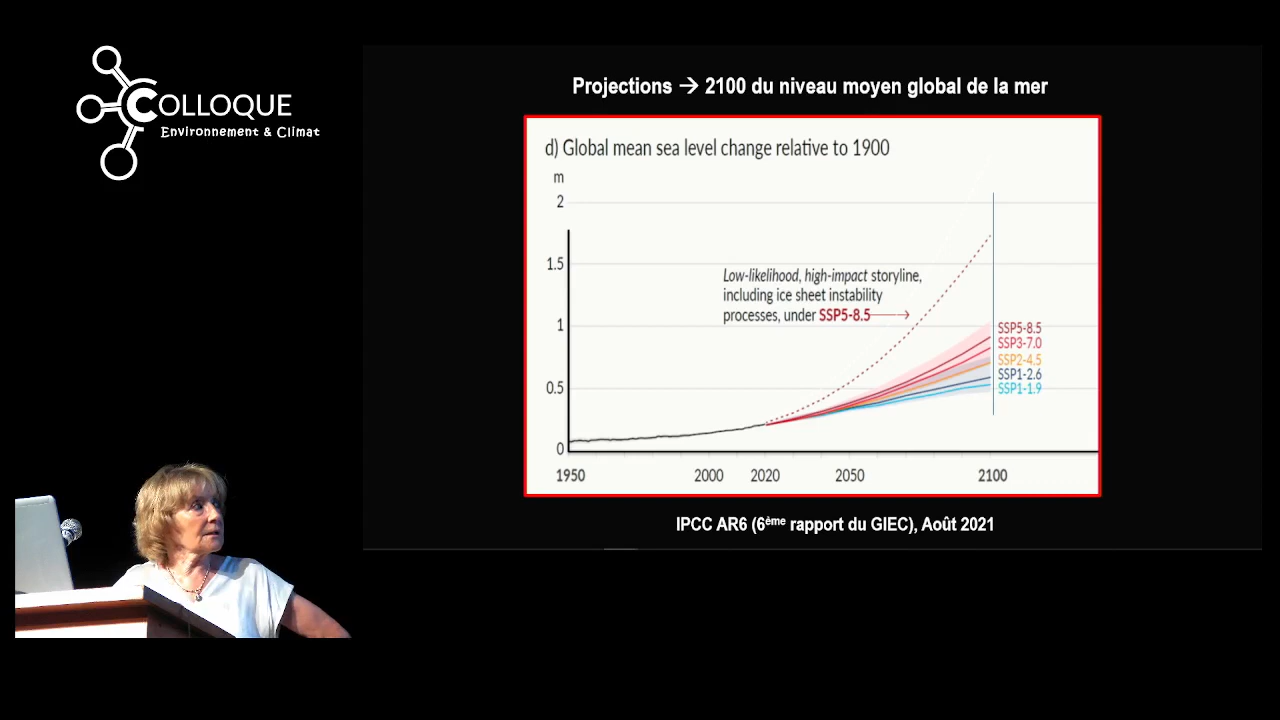 COLLOQUE
Environnement & Climat
Projections → 2100 du niveau moyen global de la mer
d) Global mean sea level change relative to 1900
m
2
1.5
1
0.5
0
Low-likelihood, high-impact storyline,
including ice sheet instability
processes, under SSP5-8.5
SSP5-8.5
SSP3-7.0
SSP2-4.5
SSP1-2.6
SSP1-1.9
1950
2000
2020
2050
2100
IPCC AR6 (6ème rapport du GIEC), Août 2021